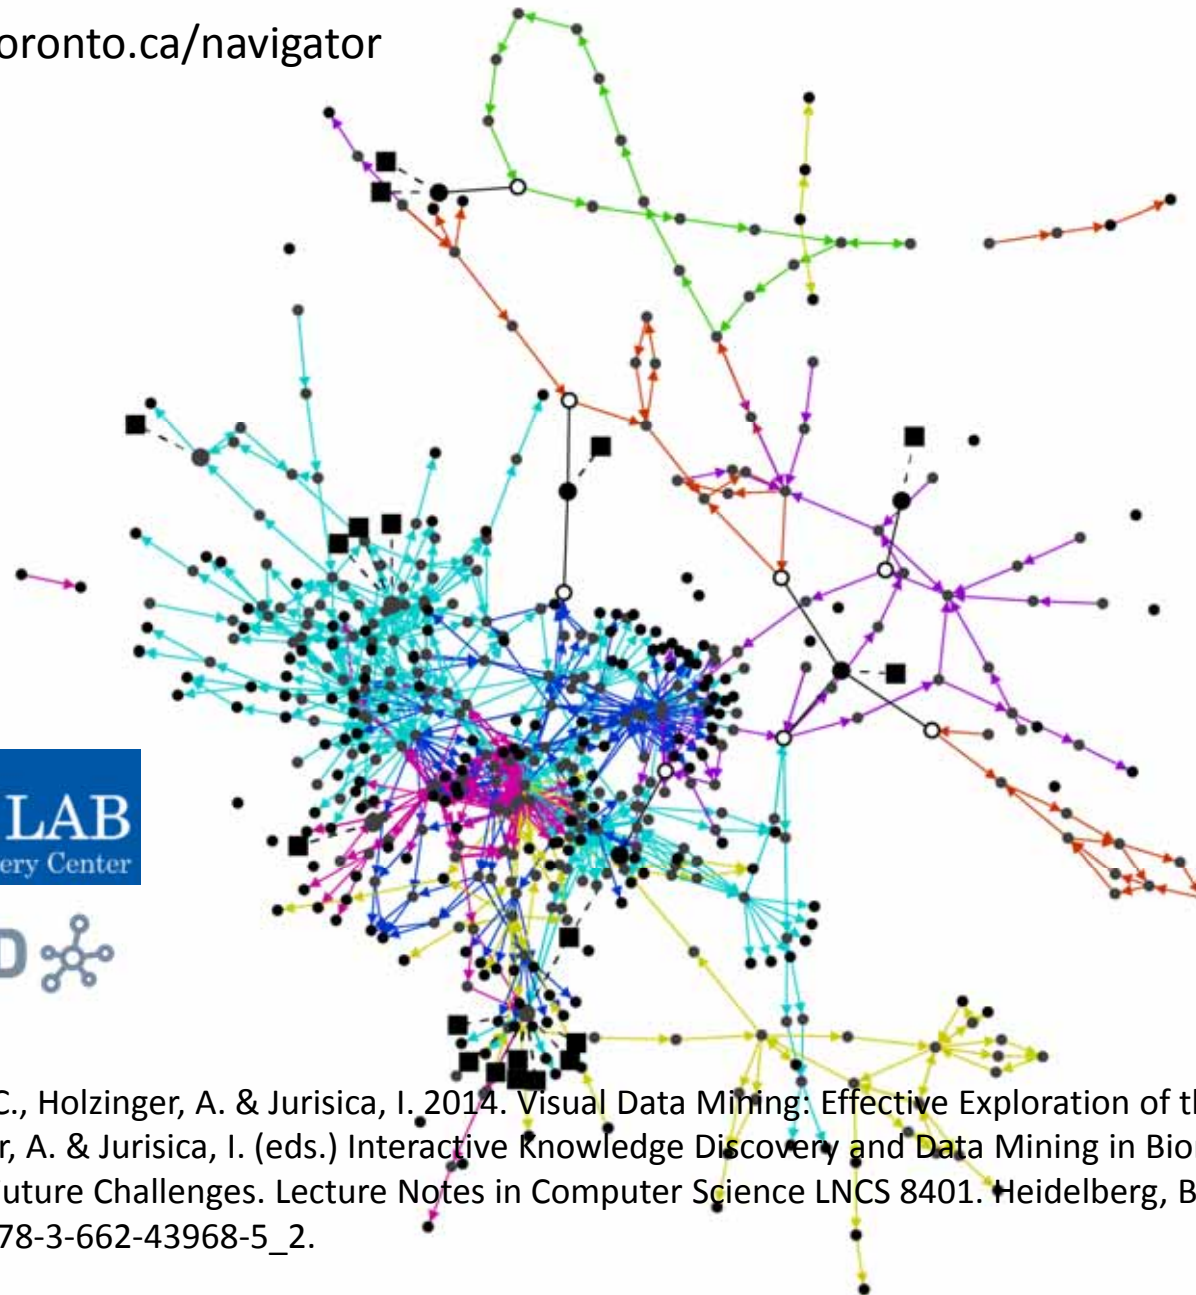 oronto.ca/navigator
LAB
ery Center
D
C., Holzinger, A. & Jurisica, I. 2014. Visual Data Mining: Effective Exploration of th
r, A. & Jurisica, I. (eds.) Interactive Knowledge Discovery and Data Mining in Bion
uture Challenges. Lecture Notes in Computer Science LNCS 8401. Heidelberg, B
78-3-662-43968-5_2.